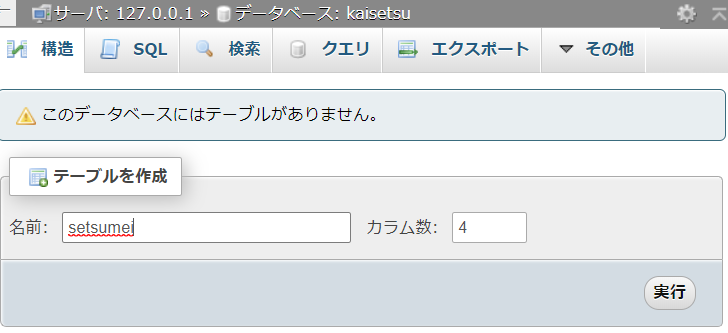 サーバ: 127.0.0.1 » データベース: kaisetsu
構造 SQL 検索 クエリ エクスポート その他
このデータベースにはテーブルがありません。
テーブルを作成
名前: setsumei カラム数: 4
実行